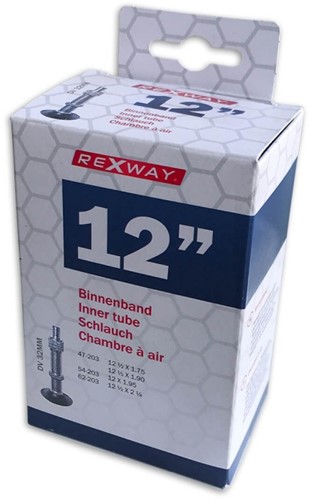 REXWAY.
12”
Binnenband
Inner tube
Schlauch
Chambre à air
DV 32MM
REXWAY.
12”
Binnenband
Inner tube
Schlauch
Chambre à air
DV 32MM
47-203 12 ½ X 1.75
12 ½ X 1.90
54-203 12 X 1.95
62-203 12 ½ X 2 ¼